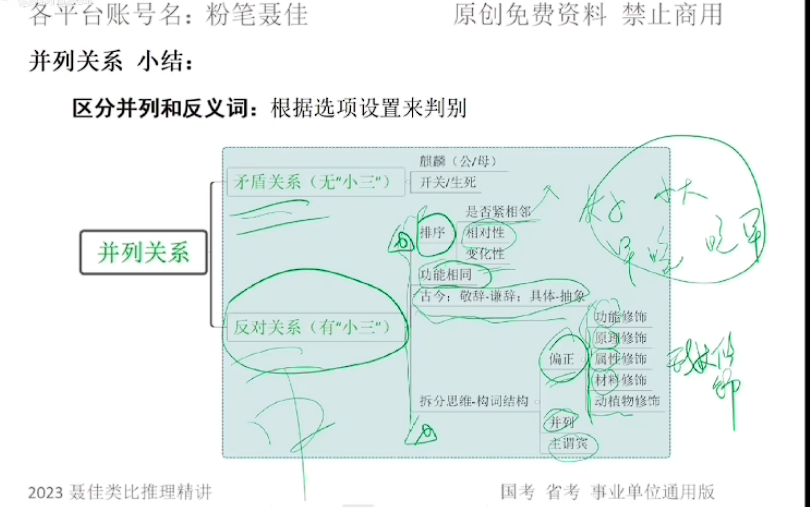 各平台账号名：粉笔聂佳
原创免费资料 禁止商用
并列关系 小结：
区分并列和反义词：根据选项设置来判别
并列关系
矛盾关系（无"小三"）
麒麟（公/母）
开关/生死
反对关系（有"小三"）
排序
是否紧相邻
相对性
变化性
功能相同
古今；敬辞-谦辞；具体-抽象
拆分思维-构词结构
偏正
功能修饰
原理修饰
属性修饰
材料修饰
动植物修饰
并列
主谓宾
2023 聂佳类比推理精讲
国考 省考 事业单位通用版